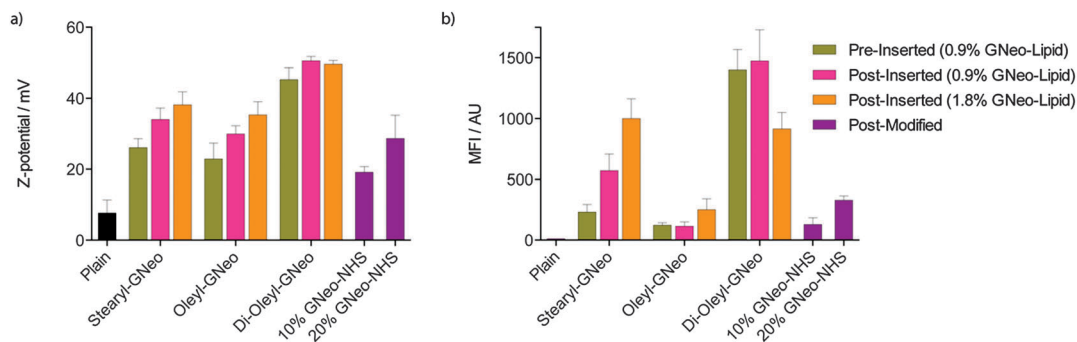 a)
Z-potential / mV
60
40
20
0
Plain
Stearyl-GNeo
Oleyl-GNeo
Di-Oleyl-GNeo
10% GNeo-NHS
20% GNeo-NHS
b)
MFI / AU
1500
1000
500
0
Plain
Stearyl-GNeo
Oleyl-GNeo
Di-Oleyl-GNeo
10% GNeo-NHS
20% GNeo-NHS
Pre-Inserted (0.9% GNeo-Lipid)
Post-Inserted (0.9% GNeo-Lipid)
Post-Inserted (1.8% GNeo-Lipid)
Post-Modified